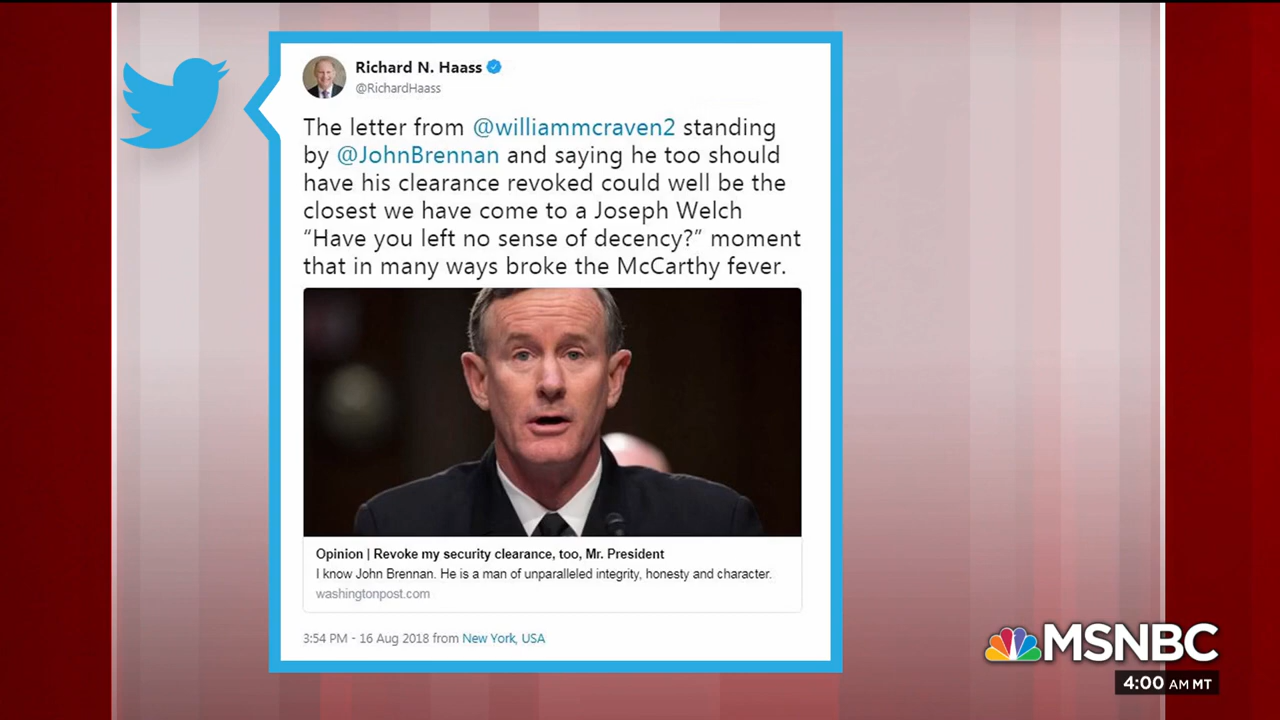 Richard N. Haass
@RichardHaass
The letter from @williammcraven2 standing
by @JohnBrennan and saying he too should
have his clearance revoked could well be the
closest we have come to a Joseph Welch
“Have you left no sense of decency?” moment
that in many ways broke the McCarthy fever.
Opinion | Revoke my security clearance, too, Mr. President
I know John Brennan. He is a man of unparalleled integrity, honesty and character.
washingtonpost.com
3:54 PM - 16 Aug 2018 from New York, USA
MSNBC
4:00 AM MT